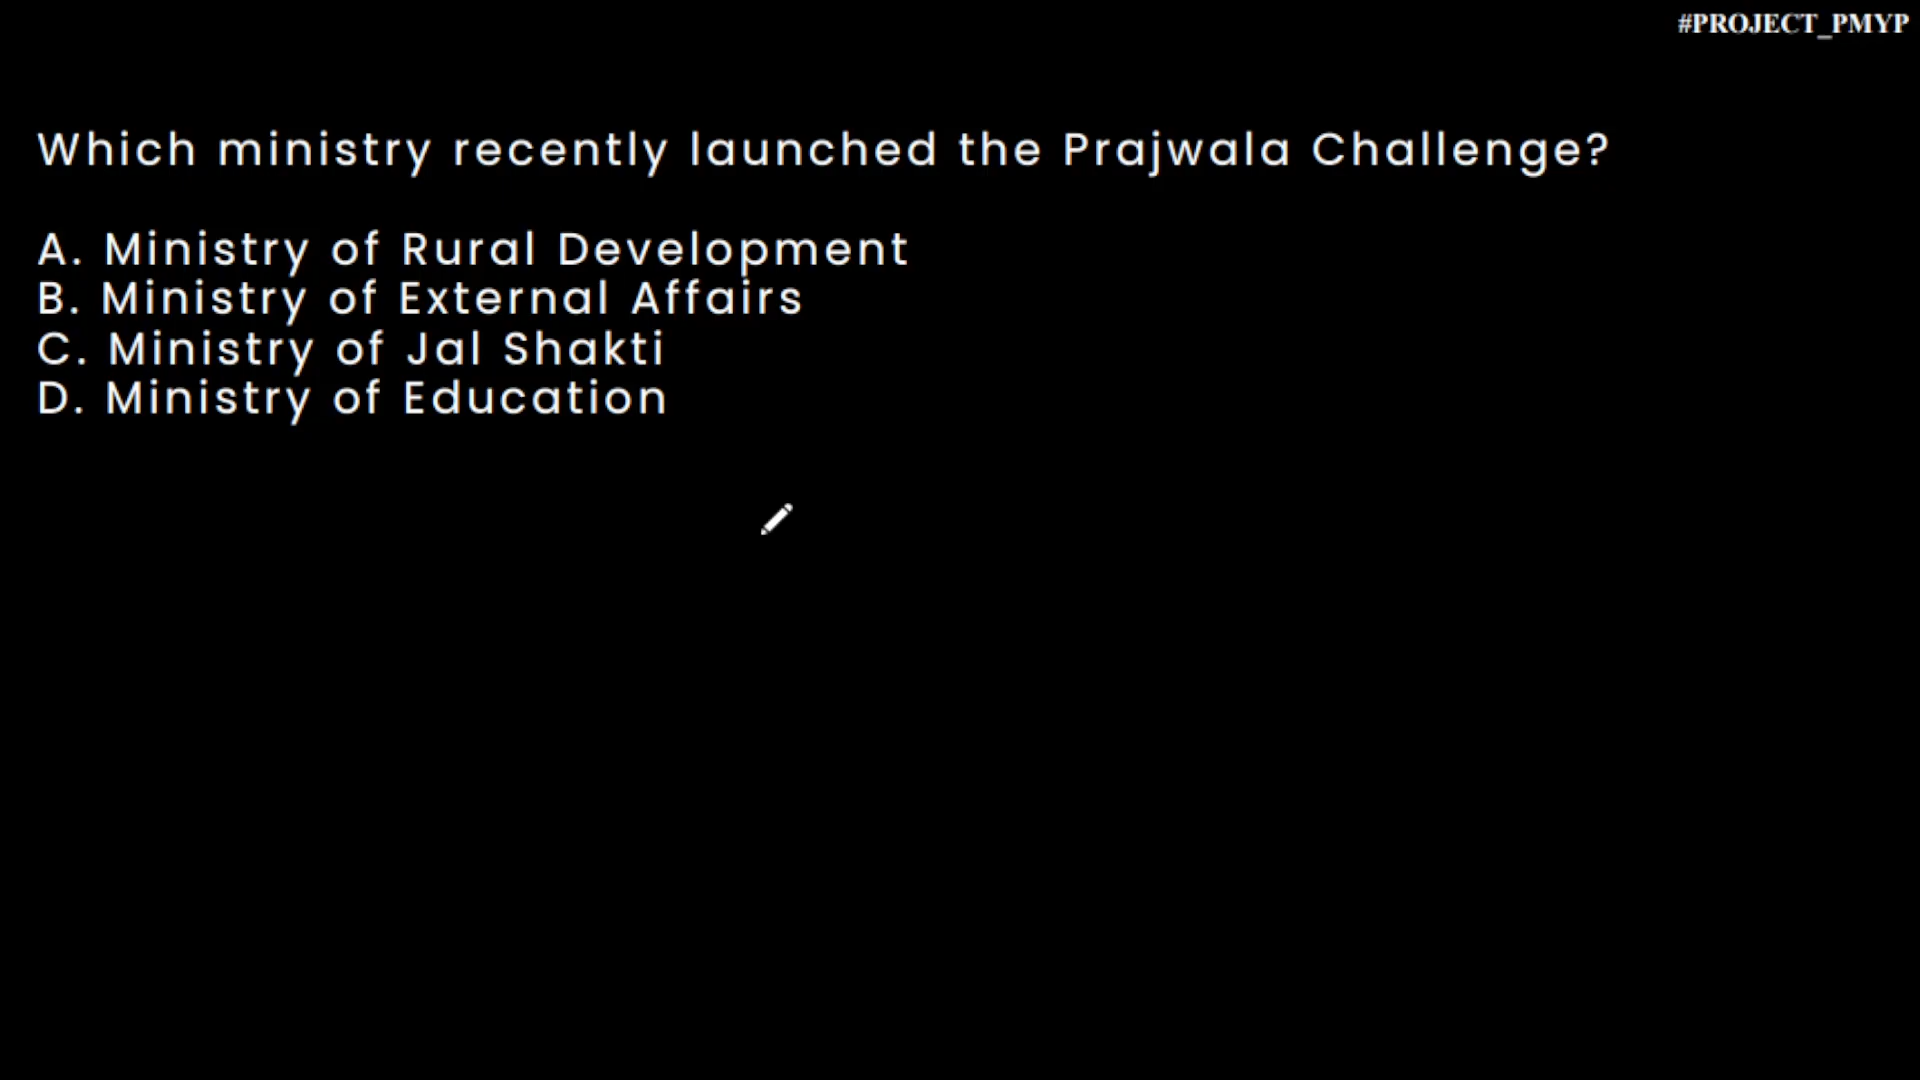 #PROJECT_PMYP
Which ministry recently launched the Prajwala Challenge?
A. Ministry of Rural Development
B. Ministry of External Affairs
C. Ministry of Jal Shakti
D. Ministry of Education